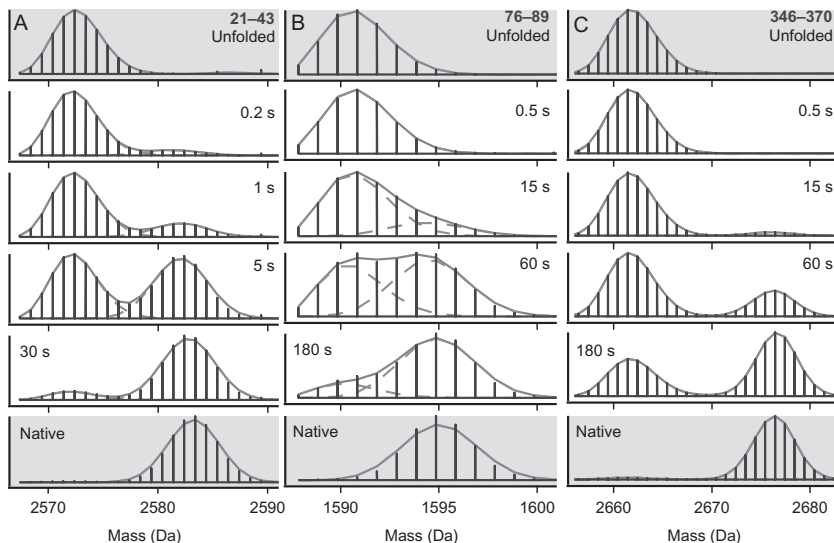 A
21–43
Unfolded
0.2 s
1 s
5 s
30 s
Native
2570 2580 2590
Mass (Da)
B
76–89
Unfolded
0.5 s
15 s
60 s
180 s
Native
1590 1595 1600
Mass (Da)
C
346–370
Unfolded
0.5 s
15 s
60 s
180 s
Native
2660 2670 2680
Mass (Da)